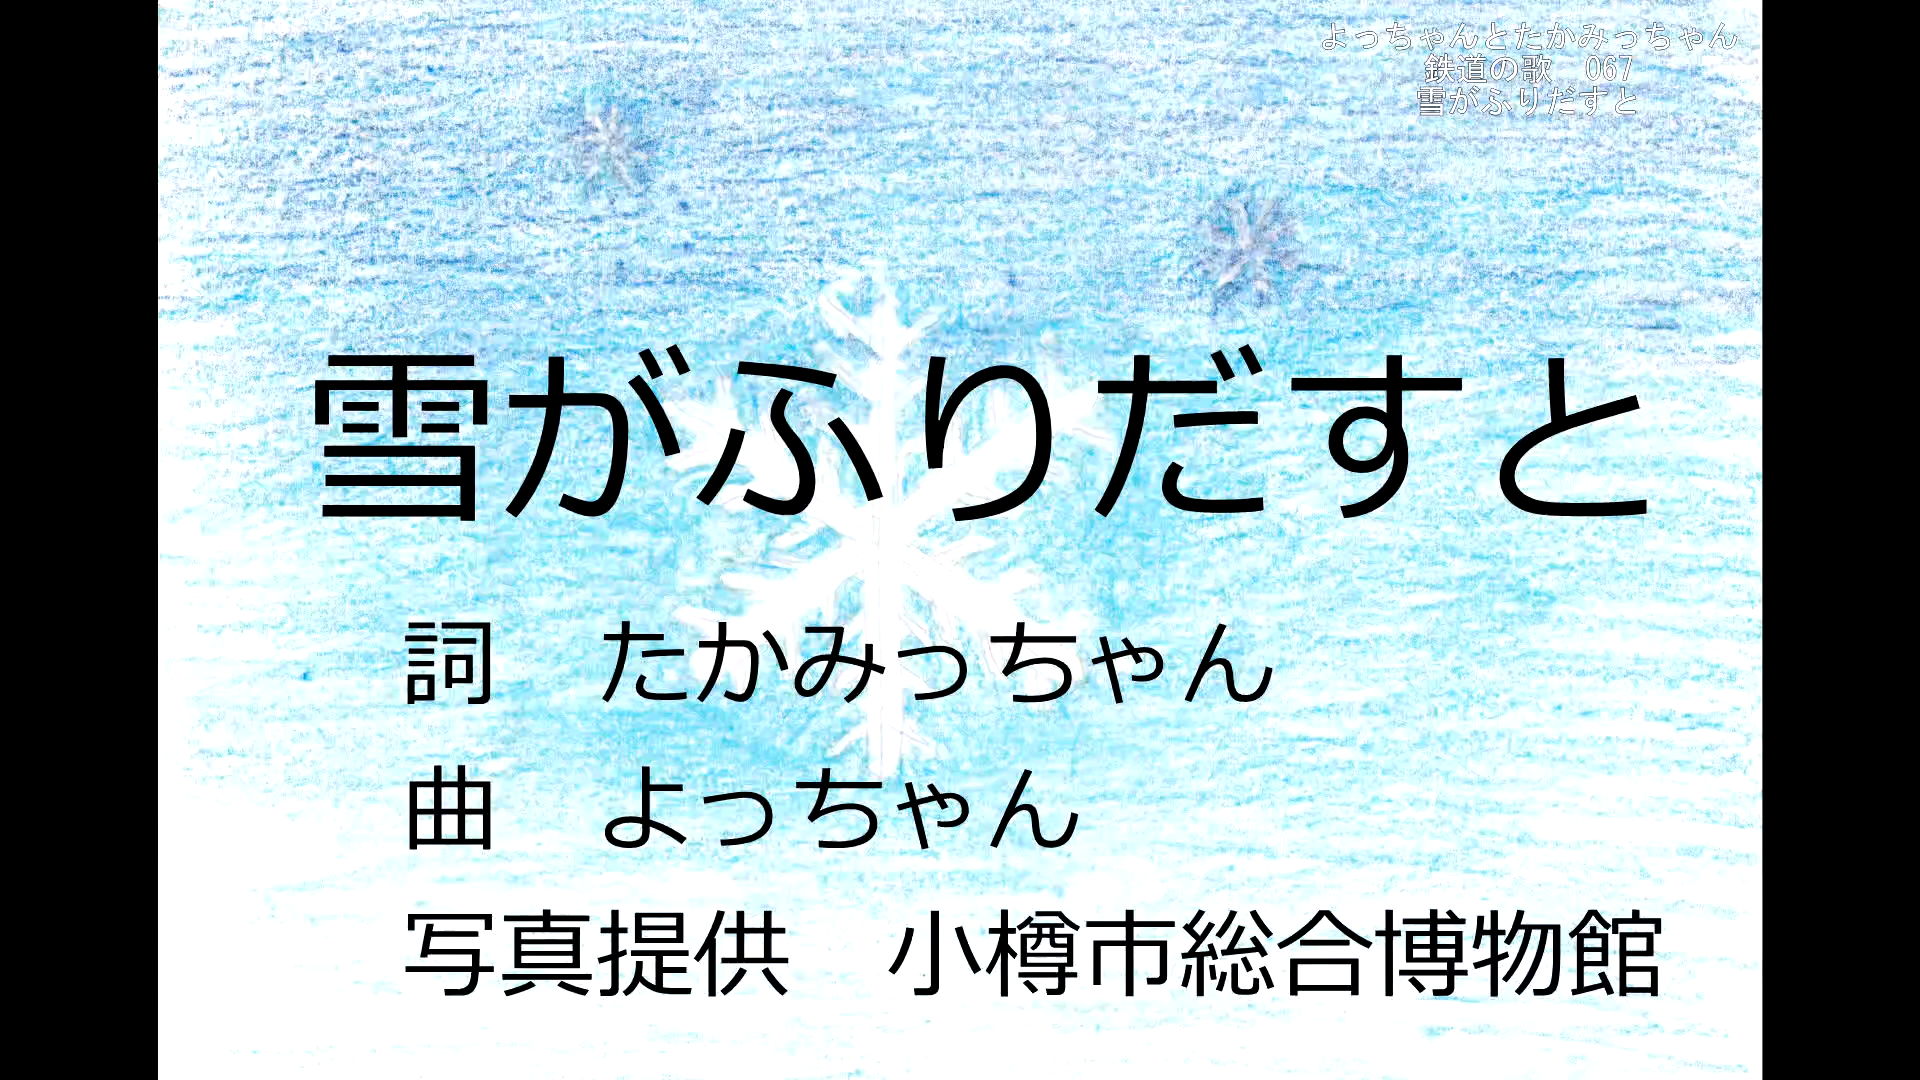 よっちゃんとたかみっちゃん
鉄道の歌　067
雪がふりだすと
雪がふりだすと
詞　たかみっちゃん
曲　よっちゃん
写真提供　小樽市総合博物館